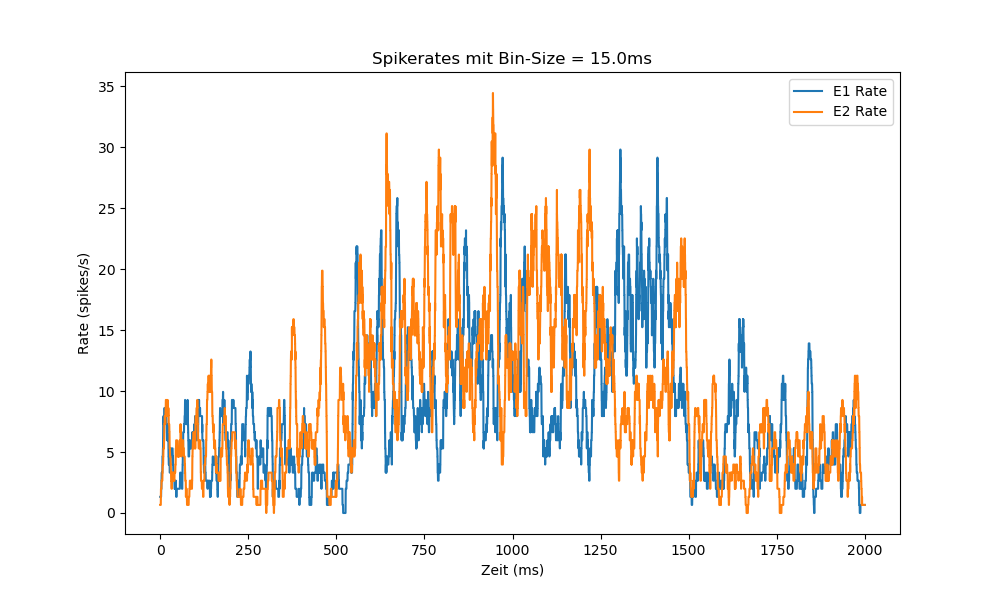 Spikerates mit Bin-Size = 15.0ms
E1 Rate
E2 Rate
Rate (spikes/s)
35
30
25
20
15
10
5
0
0 250 500 750 1000 1250 1500 1750 2000
Zeit (ms)